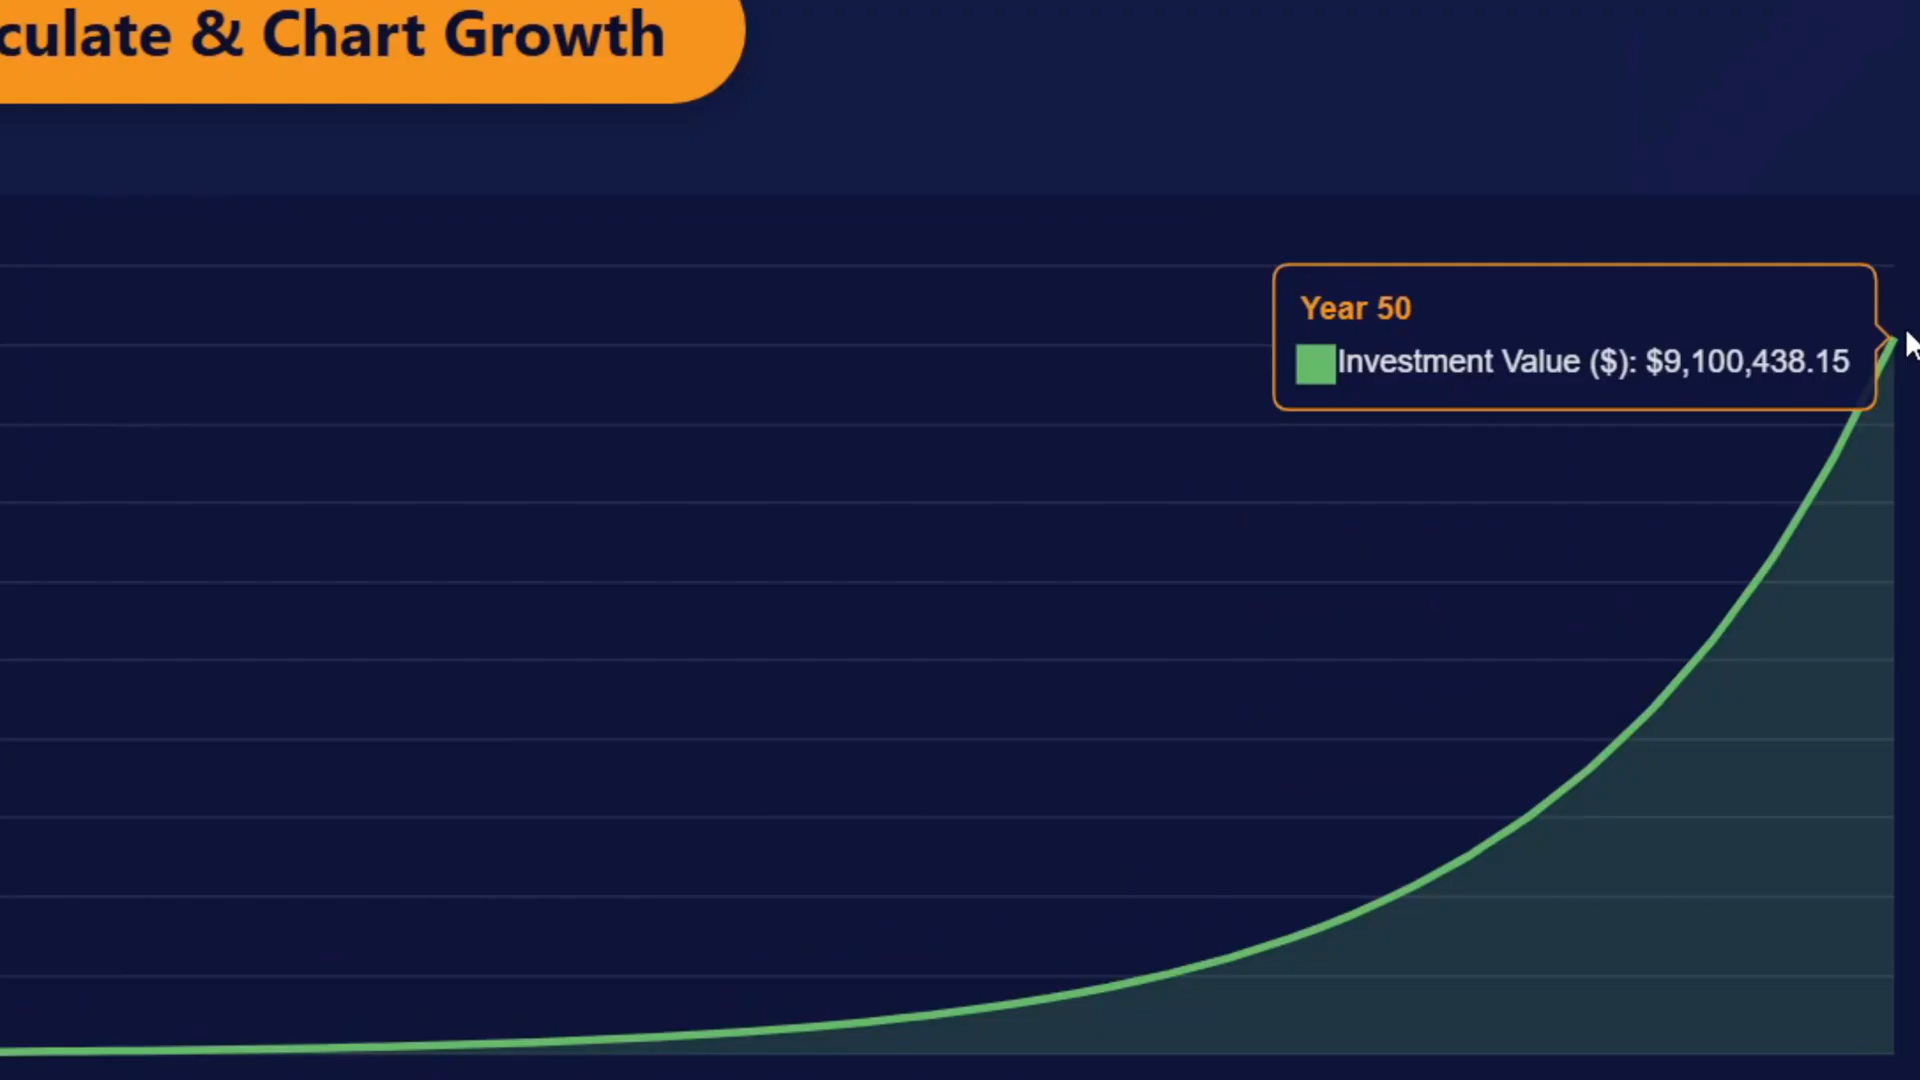 culate & Chart Growth
Year 50
Investment Value ($): $9,100,438.15